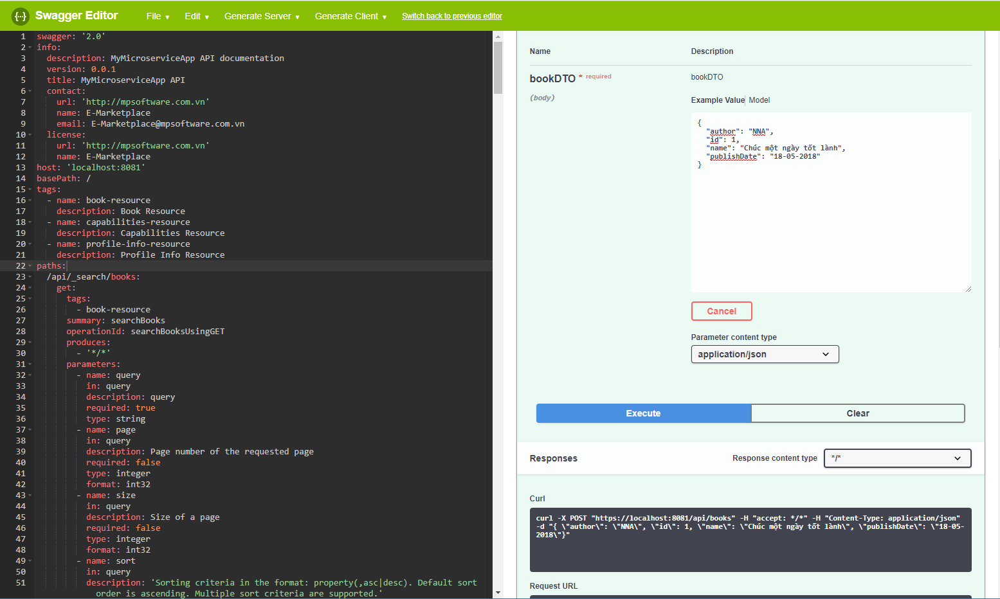 Swagger Editor
File
Edit
Generate Server
Generate Client
Switch back to previous editor
1 swagger: '2.0'
2 info:
3 description: MyMicroserviceApp API documentation
4 version: 0.0.1
5 title: MyMicroserviceApp API
6 contact:
7 url: 'http://mpsoftware.com.vn'
8 name: E-Marketplace
9 email: E-Marketplace@mpsoftware.com.vn
10 license:
11 url: 'http://mpsoftware.com.vn'
12 name: E-Marketplace
13 host: 'localhost:8081'
14 basePath: /
15 tags:
16 - name: book-resource
17 description: Book Resource
18 - name: capabilities-resource
19 description: Capabilities Resource
20 - name: profile-info-resource
21 description: Profile Info Resource
22 paths:
23 /api/_search/books:
24 get:
25 tags:
26 - book-resource
27 summary: searchBooks
28 operationId: searchBooksUsingGET
29 produces:
30 - '*/*'
31 parameters:
32 - name: query
33 in: query
34 description: query
35 required: true
36 type: string
37 - name: page
38 in: query
39 description: Page number of the requested page
40 required: false
41 type: integer
42 format: int32
43 - name: size
44 in: query
45 description: Size of a page
46 required: false
47 type: integer
48 format: int32
49 - name: sort
50 in: query
51 description: 'Sorting criteria in the format: property(,asc|desc). Default sort
order is ascending. Multiple sort criteria are supported.'
Name
Description
bookDTO * required
(body)
bookDTO
Example Value
Model
{
"author": "NNA",
"id": 1,
"name": "Chúc một ngày tốt lành",
"publishDate": "18-05-2018"
}
Cancel
Parameter content type
application/json
Execute
Clear
Responses
Response content type
*/*
Curl
curl -X POST "https://localhost:8081/api/books" -H "accept: */*" -H "Content-Type: application/json"
-d "{ \"author\": \"NNA\", \"id\": 1, \"name\": \"Chúc một ngày tốt lành\", \"publishDate\": \"18-05-
2018\"}"
Request URL